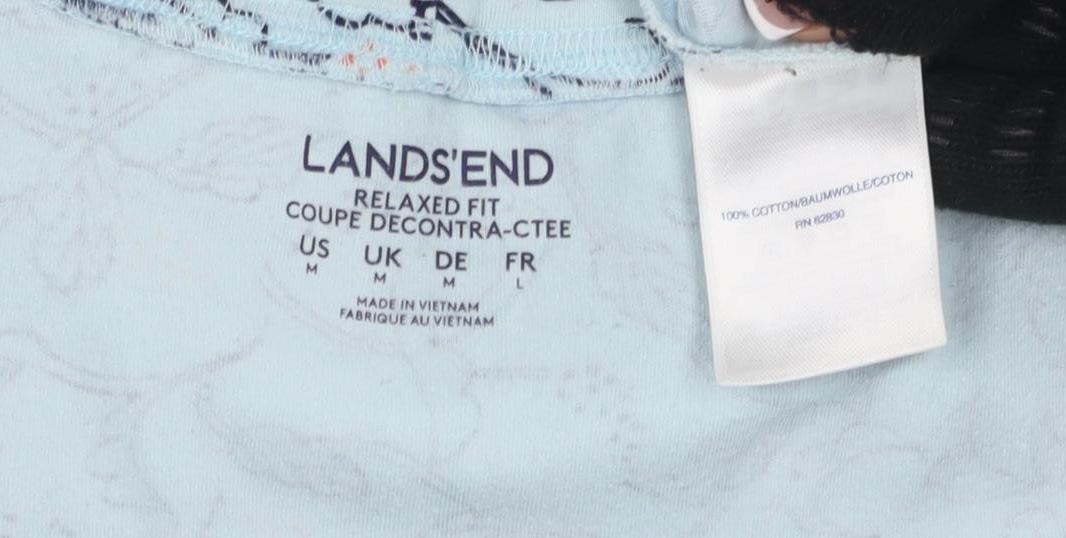 LANDS'END
RELAXED FIT
COUPE DECONTRA-CTEE
US UK DE FR
M M M L
MADE IN VIETNAM
FABRIQUE AU VIETNAM
100% COTTON/BAUMWOLLE/COTON
RN 62830